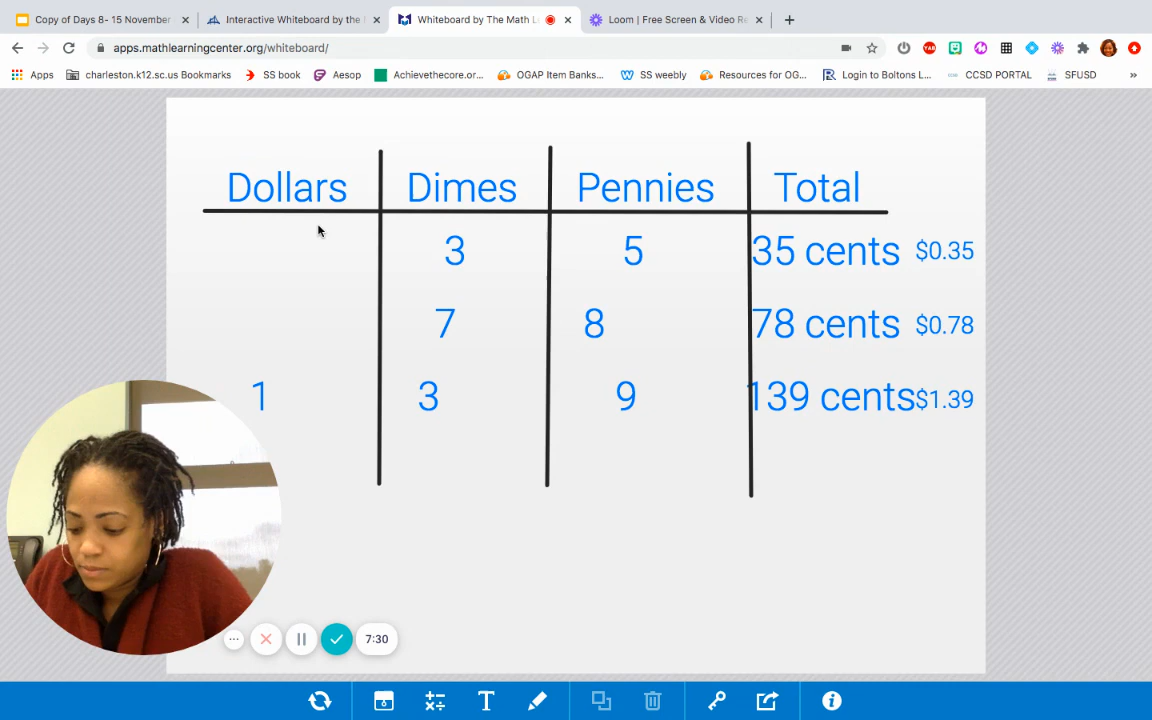 Copy of Days 8- 15 November
Interactive Whiteboard by the
Whiteboard by The Math L
Loom | Free Screen & Video Re
apps.mathlearningcenter.org/whiteboard/
YAB
Apps
charleston.k12.sc.us Bookmarks
SS book
Aesop
Achievethecore.or...
OGAP Item Banks...
SS weekly
Resources for OG...
Login to Boltons L...
CCSD PORTAL
SFUSD
»
Dollars Dimes Pennies Total
3 5 35 cents $0.35
7 8 78 cents $0.78
1 3 9 139 cents $1.39
7:30